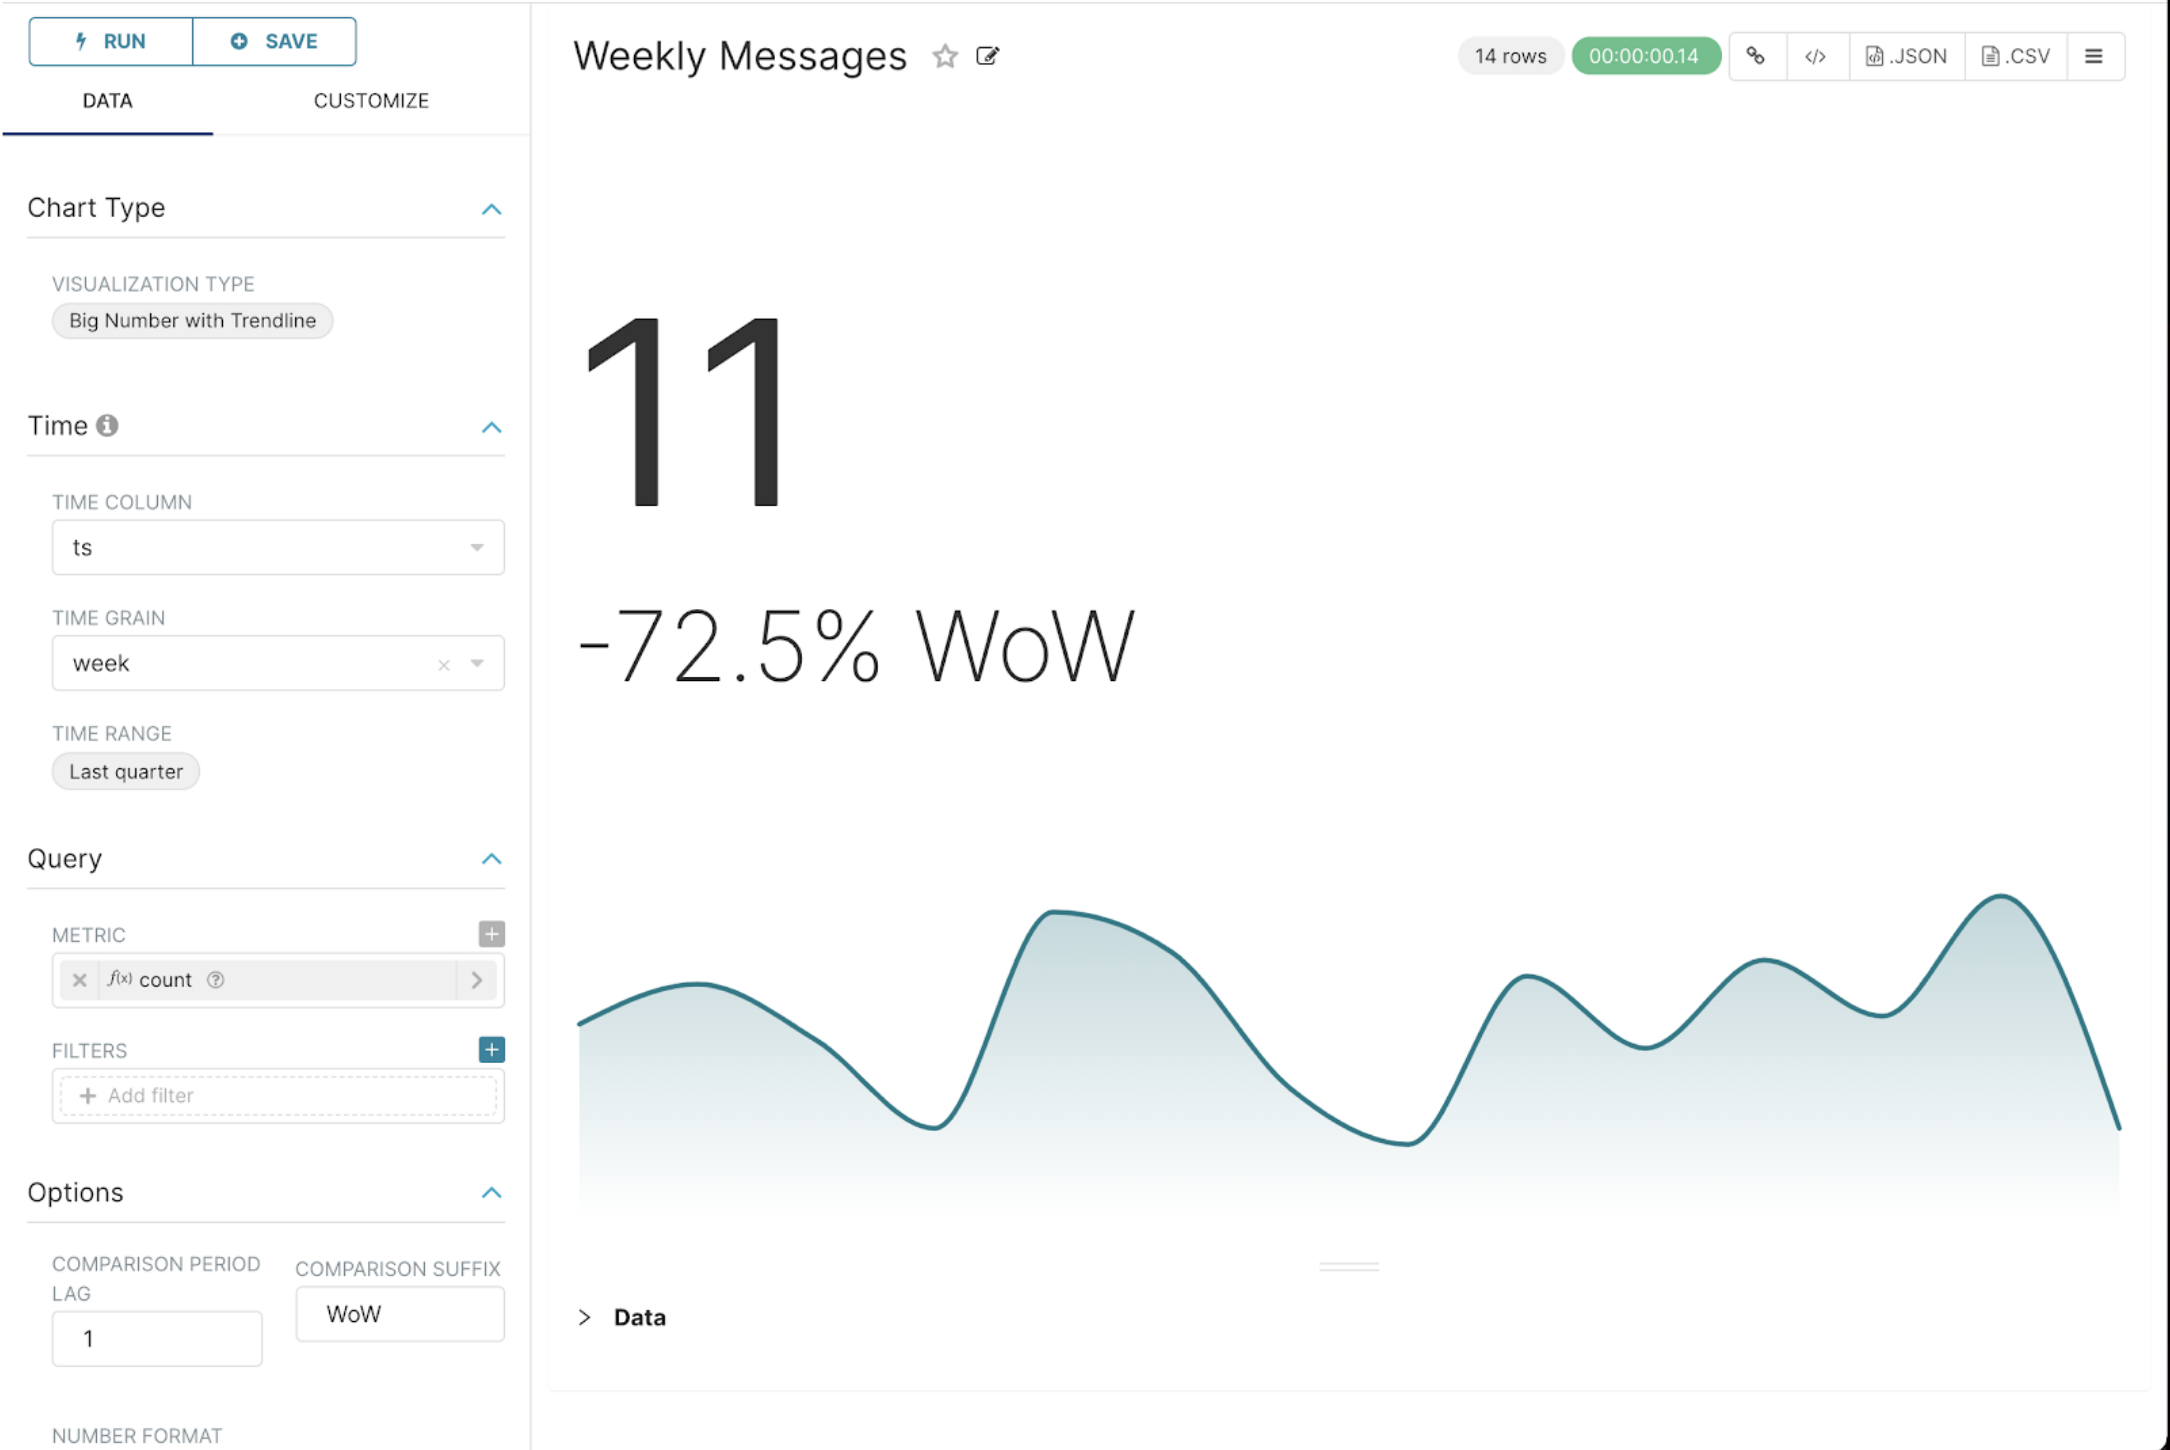 RUN
SAVE
DATA
CUSTOMIZE
Chart Type
VISUALIZATION TYPE
Big Number with Trendline
Time
TIME COLUMN
ts
TIME GRAIN
week
TIME RANGE
Last quarter
Query
METRIC
f(x) count
FILTERS
Add filter
Options
COMPARISON PERIOD
LAG
COMPARISON SUFFIX
1
WoW
NUMBER FORMAT
Weekly Messages
14 rows
00:00:00.14
</>
.JSON
.CSV
11
-72.5% WoW
Data